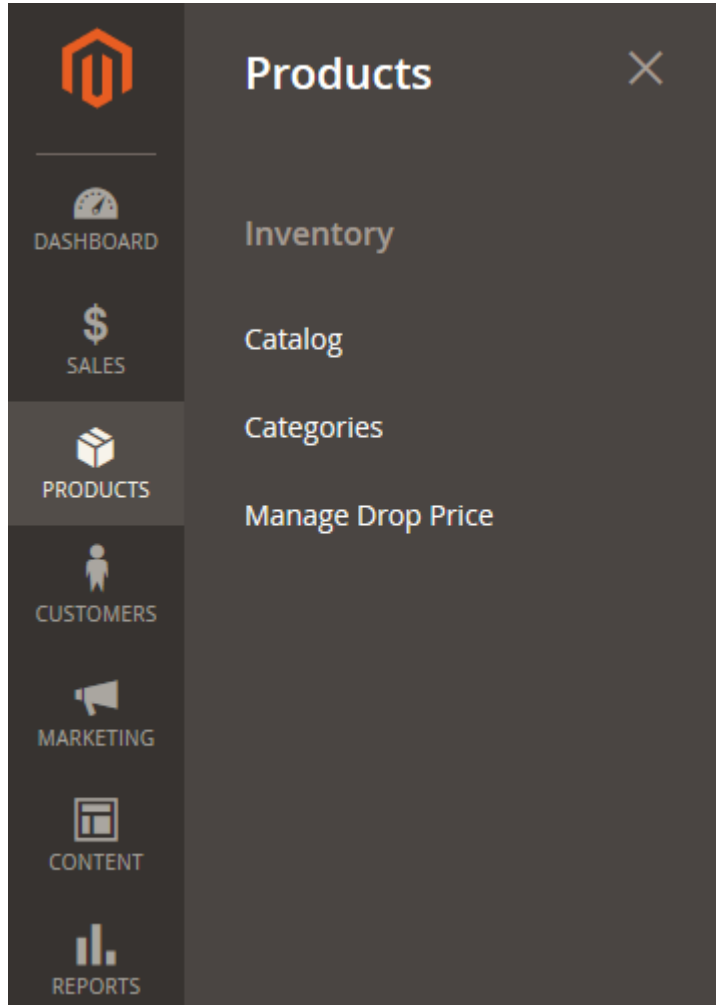 DASHBOARD
SALES
PRODUCTS
CUSTOMERS
MARKETING
CONTENT
REPORTS
Products
Inventory
Catalog
Categories
Manage Drop Price